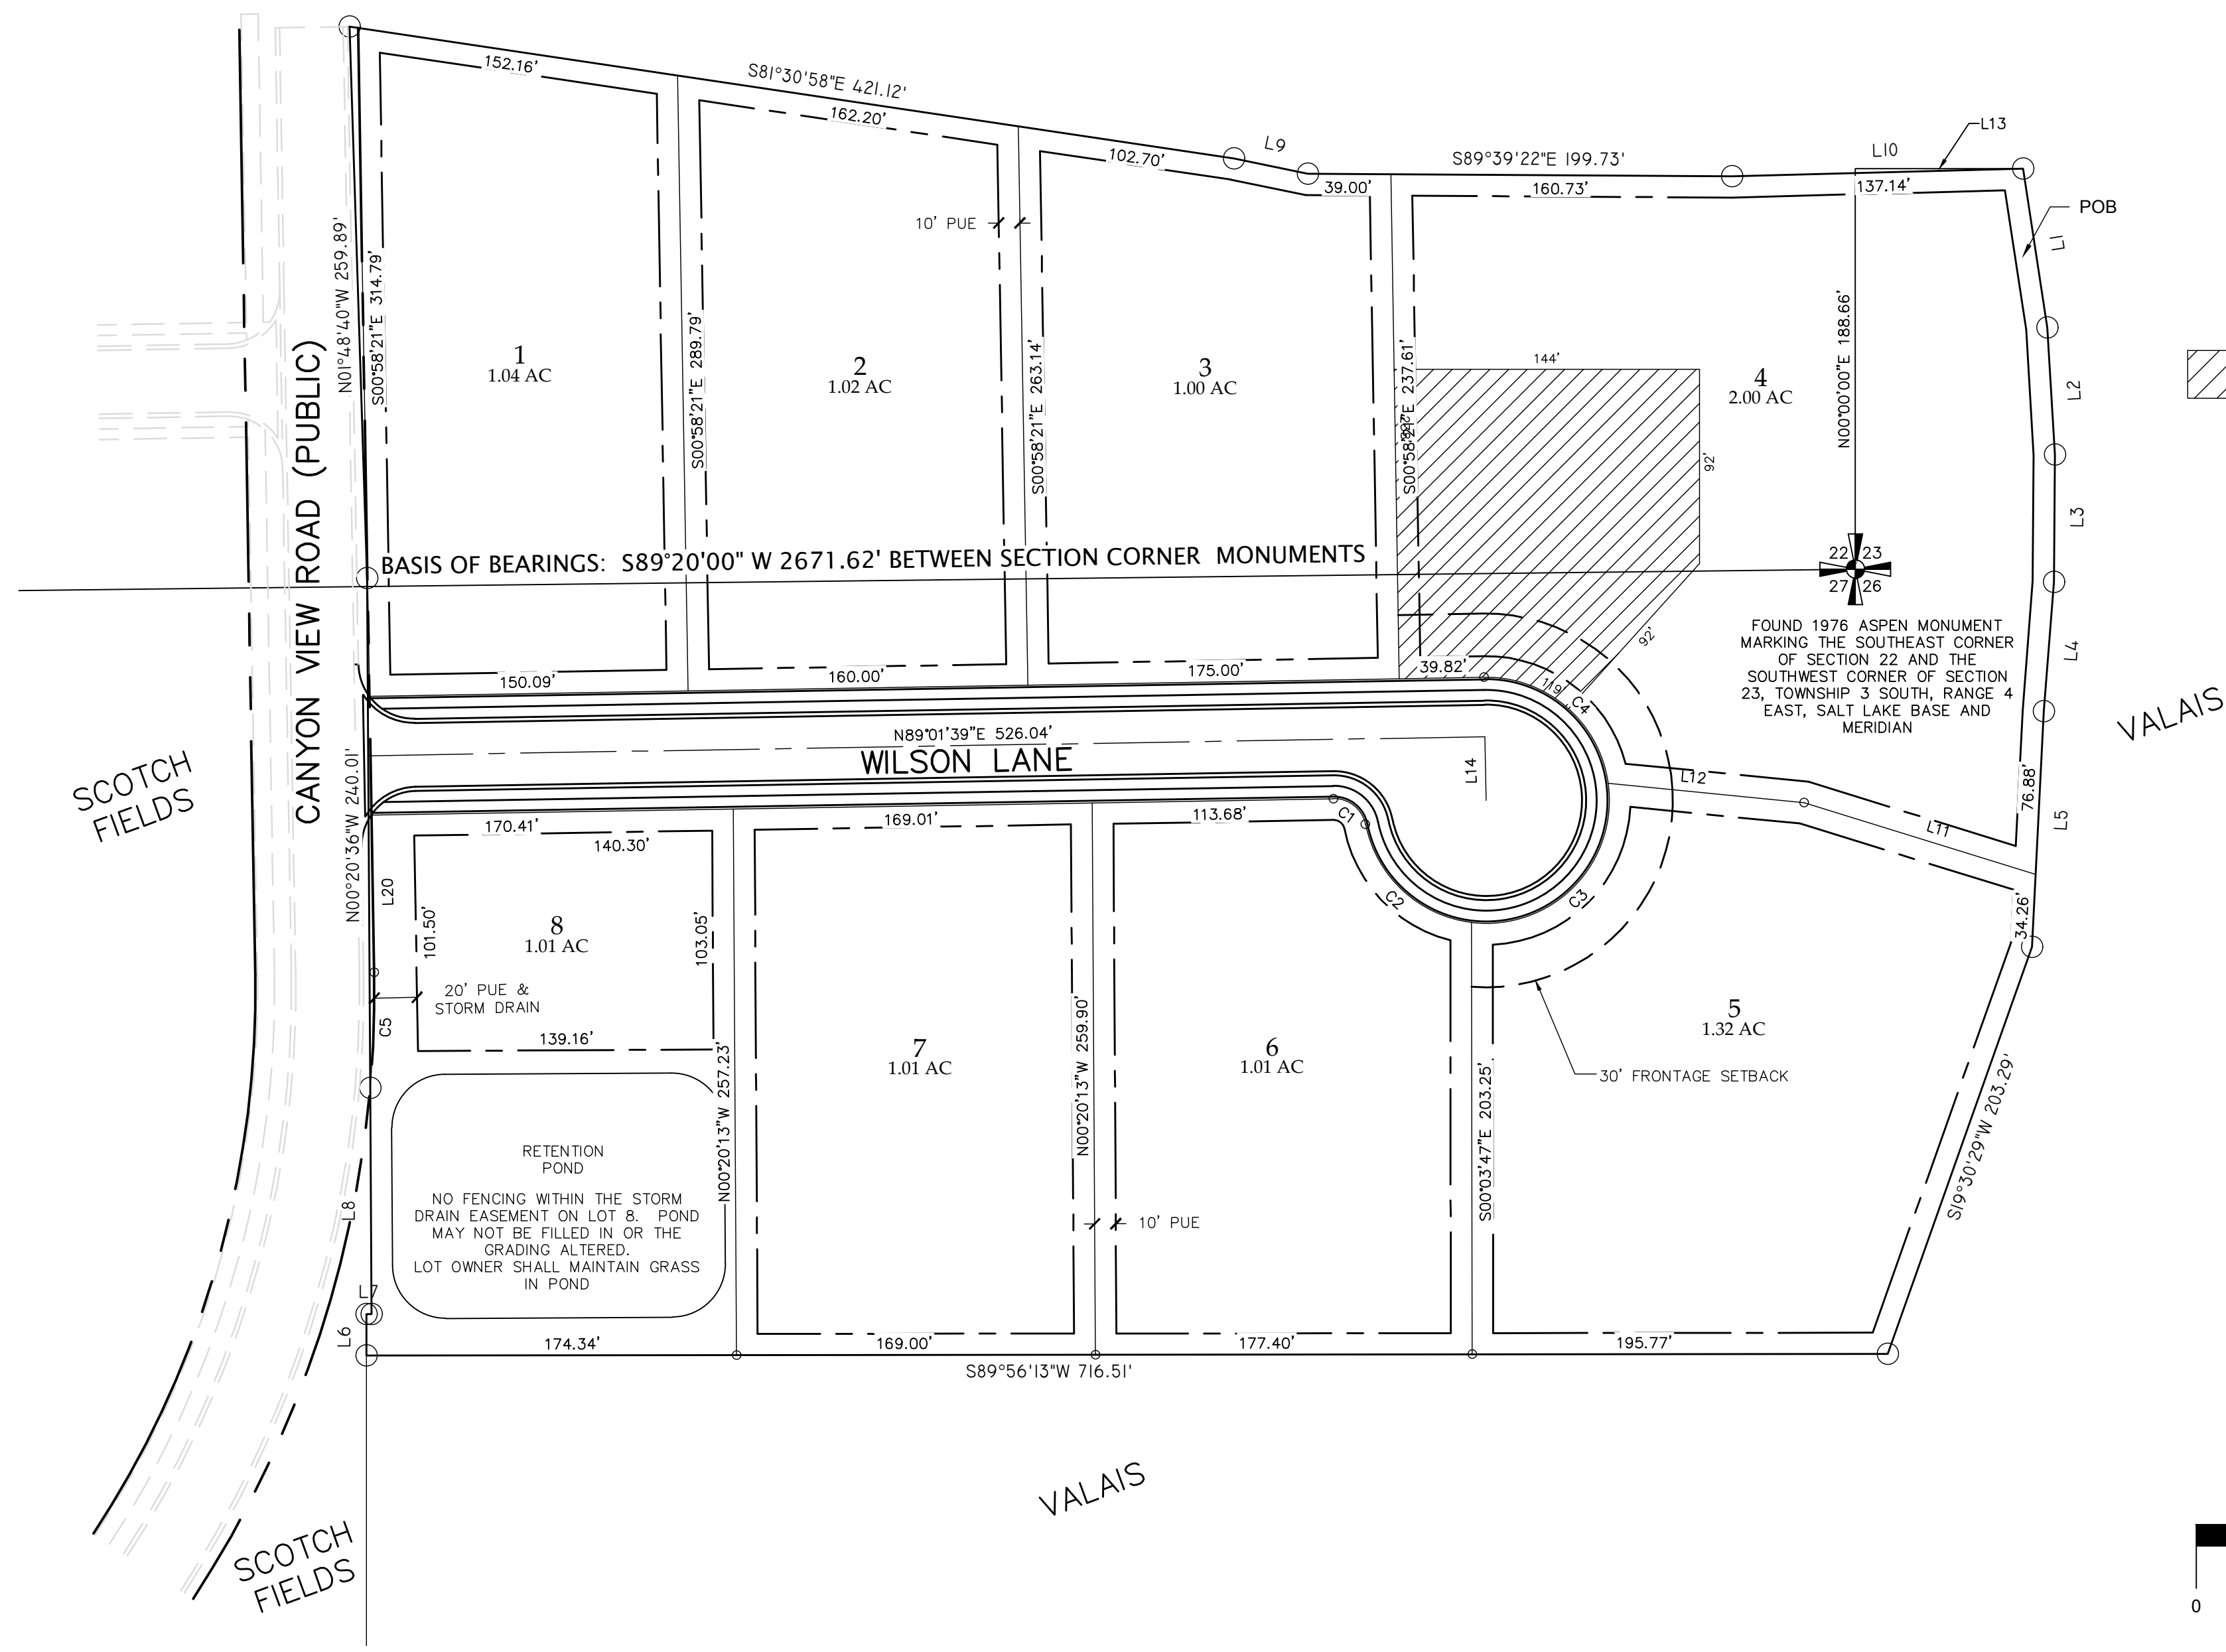 152.16'
S81°30'58"E 421.12'
162.20'
102.70'
L9
39.00'
S89°39'22"E 199.73'
160.73'
L10
L13
137.14'
POB
L1
10' PUE
N01°48'40"W 259.89'
S00°58'21"E 314.79'
S00°58'21"E 289.79'
S00°58'21"E 263.14'
S00°58'21"E 237.61'
N00°00'00"E 188.66'
1
1.04 AC
2
1.02 AC
3
1.00 AC
144'
4
2.00 AC
92'
L2
L3
CANYON VIEW ROAD (PUBLIC)
BASIS OF BEARINGS: S89°20'00" W 2671.62' BETWEEN SECTION CORNER MONUMENTS
22 23
27 26
FOUND 1976 ASPEN MONUMENT
MARKING THE SOUTHEAST CORNER
OF SECTION 22 AND THE
SOUTHWEST CORNER OF SECTION
23, TOWNSHIP 3 SOUTH, RANGE 4
EAST, SALT LAKE BASE AND
MERIDIAN
92'
L4
150.09'
160.00'
175.00'
39.82'
119'
C4
VALAIS
N89°01'39"E 526.04'
WILSON LANE
L14
L12
L11
76.88'
L5
SCOTCH
FIELDS
N00°20'36"W 240.01'
170.41'
140.30'
169.01'
113.68'
C1
C2
C3
L20
101.50'
103.05'
8
1.01 AC
20' PUE &
STORM DRAIN
C5
139.16'
34.26'
7
1.01 AC
6
1.01 AC
5
1.32 AC
30' FRONTAGE SETBACK
N00°20'13"W 257.23'
N00°20'13"W 259.90'
S00°03'47"E 203.25'
S19°30'29"W 203.29'
RETENTION
POND
NO FENCING WITHIN THE STORM
DRAIN EASEMENT ON LOT 8. POND
MAY NOT BE FILLED IN OR THE
GRADING ALTERED.
LOT OWNER SHALL MAINTAIN GRASS
IN POND
10' PUE
L8
L7
L6
174.34'
169.00'
177.40'
195.77'
S89°56'13"W 716.51'
VALAIS
SCOTCH
FIELDS
0